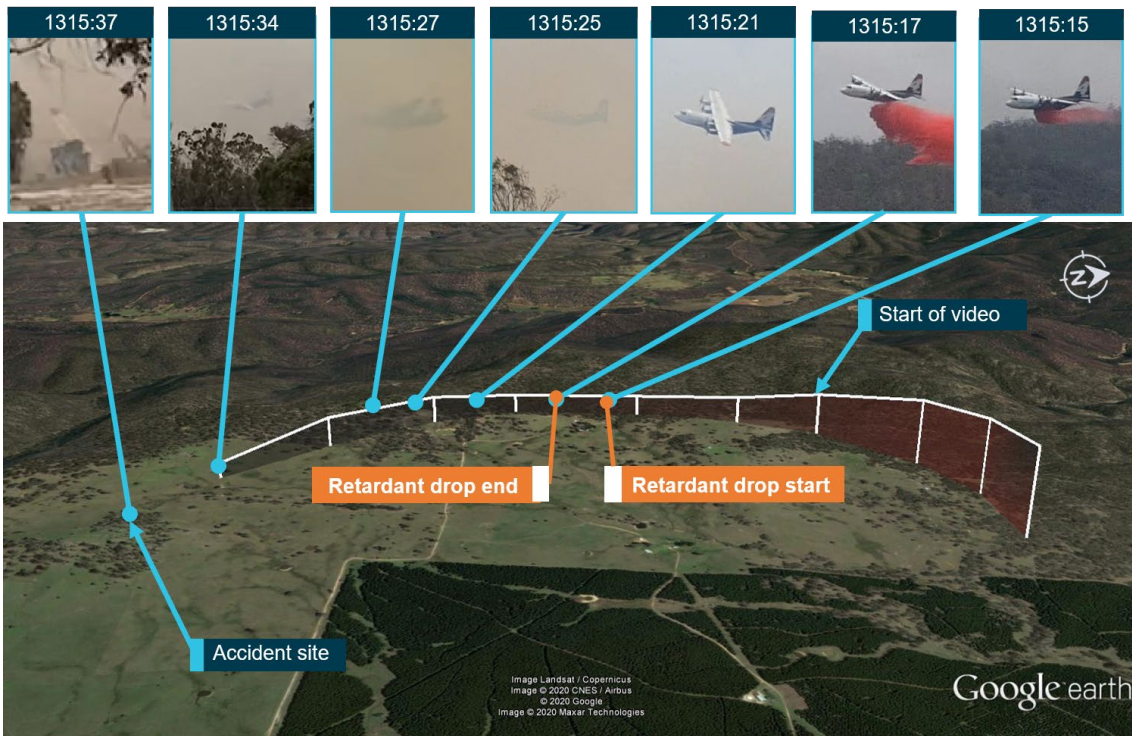 1315:37
1315:34
1315:27
1315:25
1315:21
1315:17
1315:15
Z
Start of video
Retardant drop end
Retardant drop start
Accident site
Image Landsat / Copernicus
Image © 2020 CNES / Airbus
© 2020 Google
Image © 2020 Maxar Technologies
Google earth